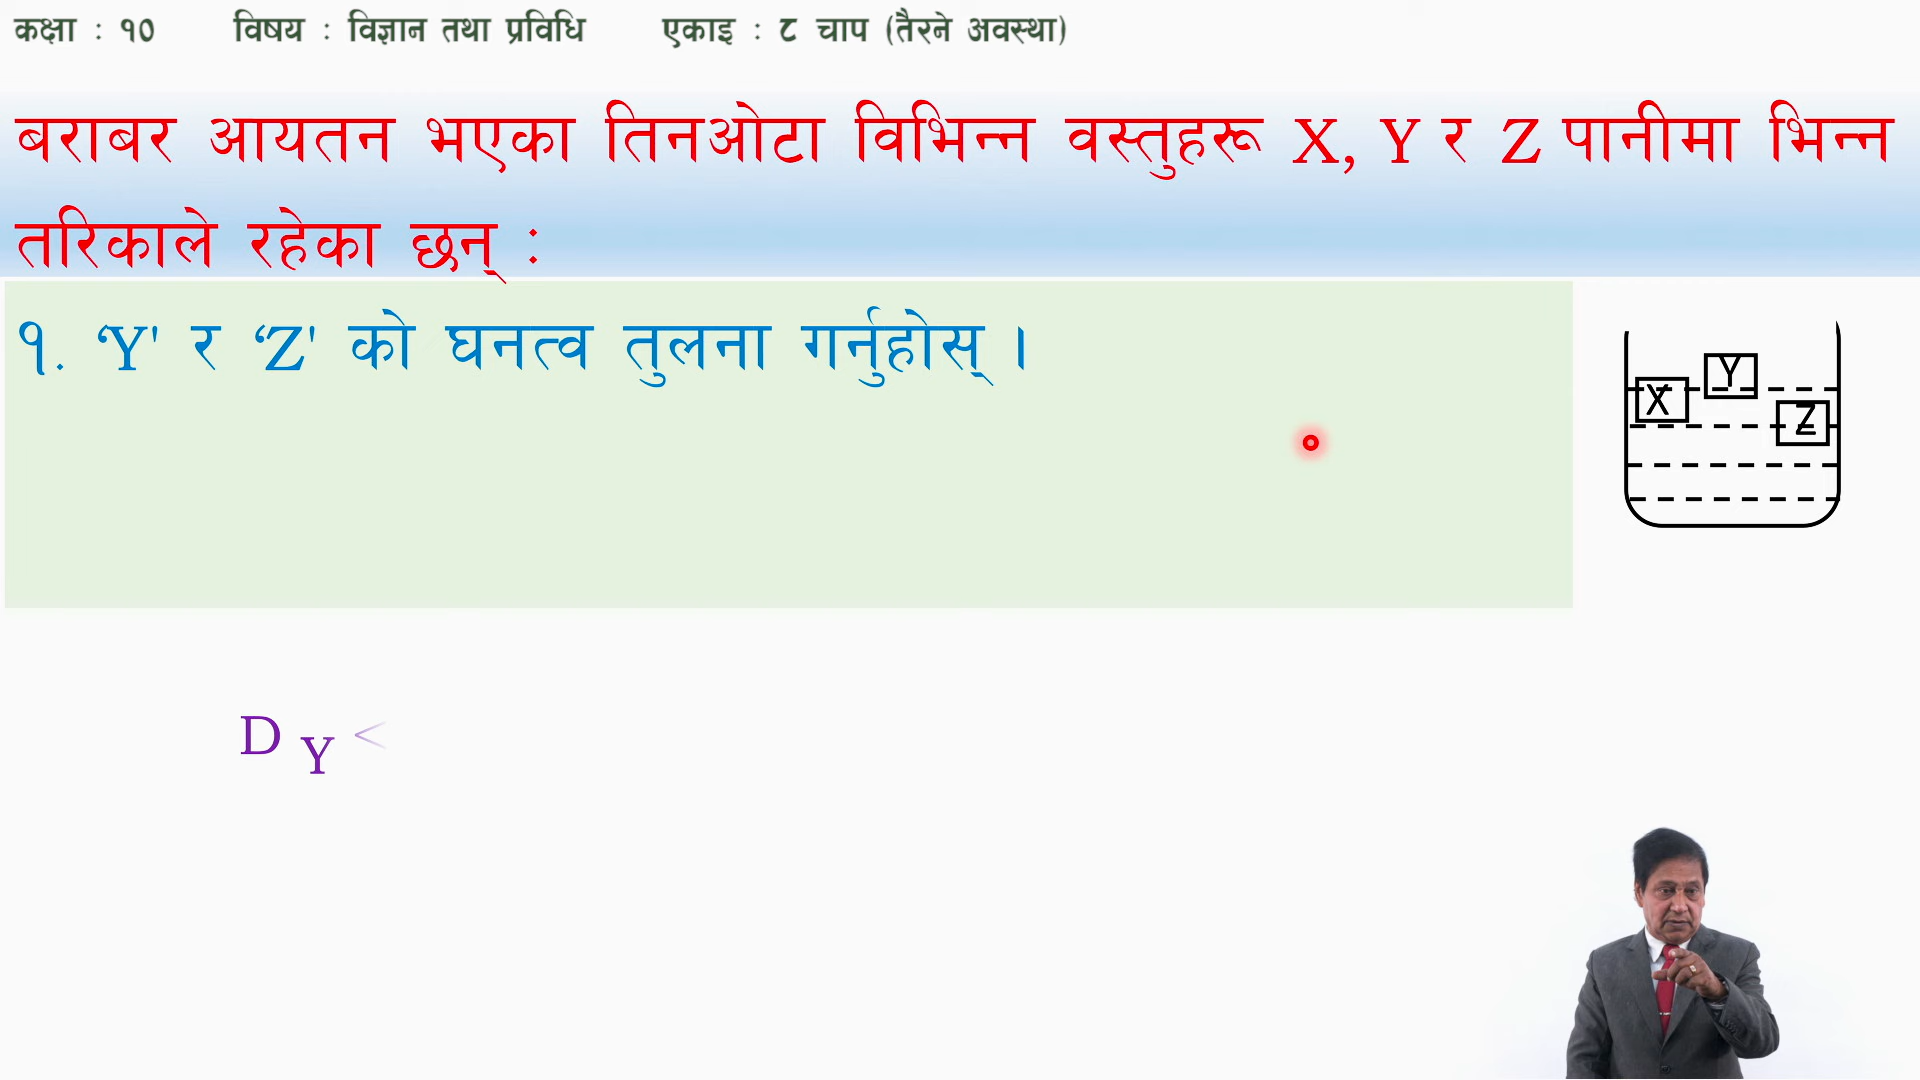 कक्षा : १० विषय : विज्ञान तथा प्रविधि एकाइ : ८ चाप (तैरने अवस्था)
बराबर आयतन भएका तिनओटा विभिन्न वस्तुहरू X, Y र Z पानीमा भिन्न
तरिकाले रहेका छन् :
१. ‘Y' र ‘Z' को घनत्व तुलना गर्नुहोस् ।
Y
X
Z
D Y <